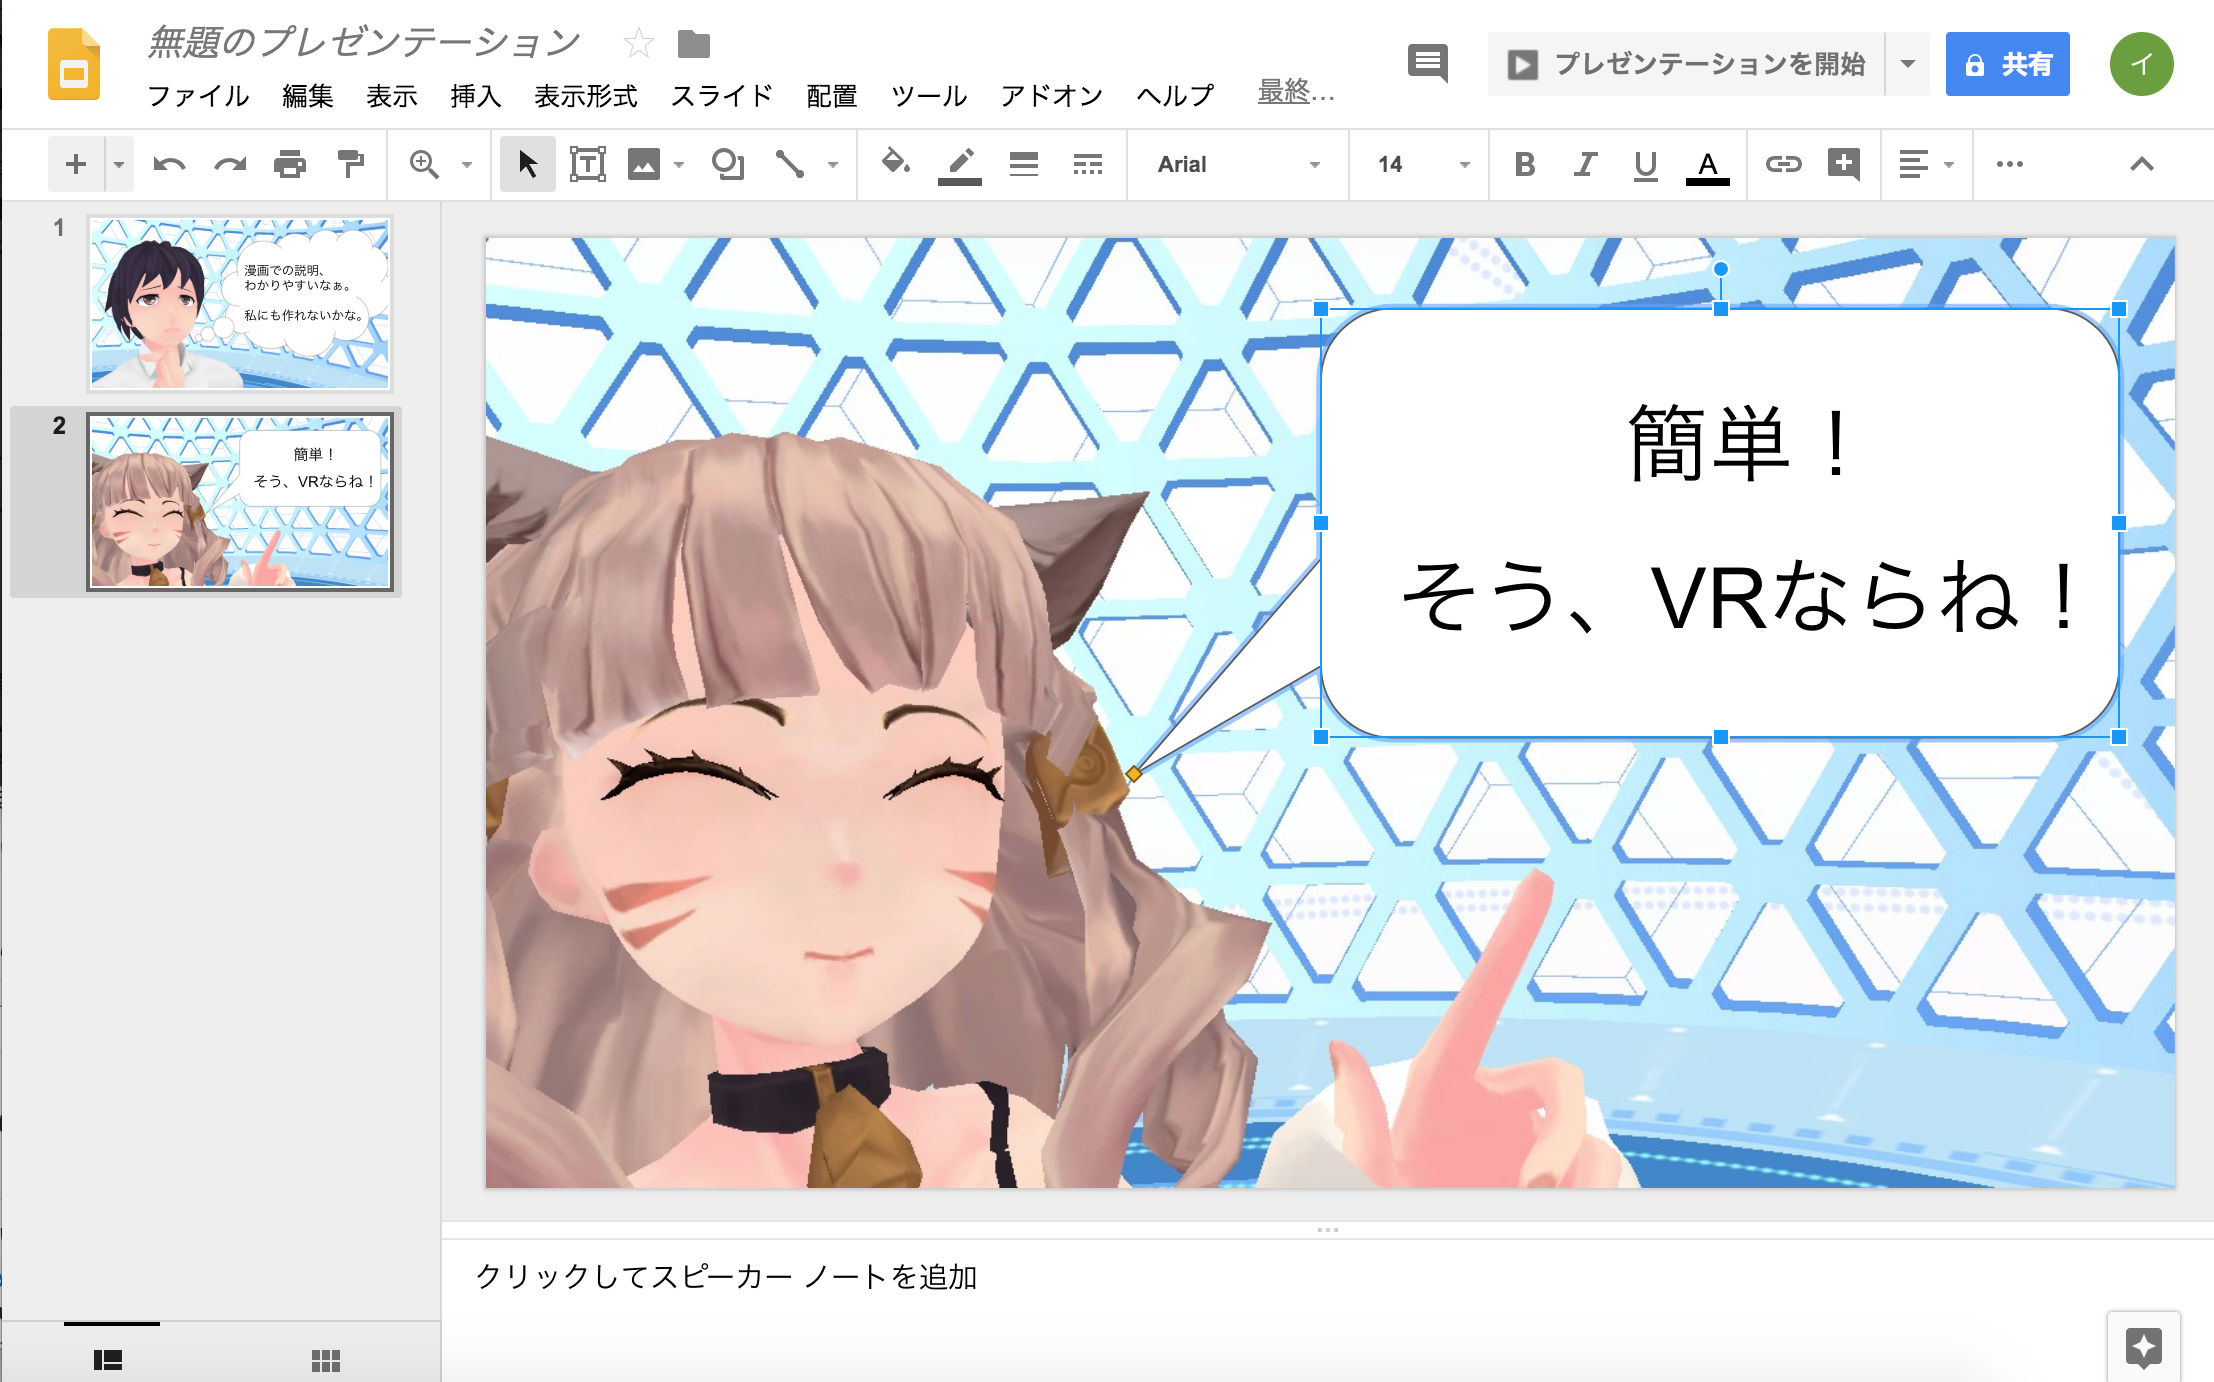 無題のプレゼンテーション
ファイル 編集 表示 挿入 表示形式 スライド 配置 ツール アドオン ヘルプ 最終…
プレゼンテーションを開始
共有
イ
Arial 14 B I U A
1
漫画での説明、
わかりやすいなぁ。
私にも作れないかな。
2
簡単！
そう、VRならね！
簡単！
そう、VRならね！
クリックしてスピーカー ノートを追加